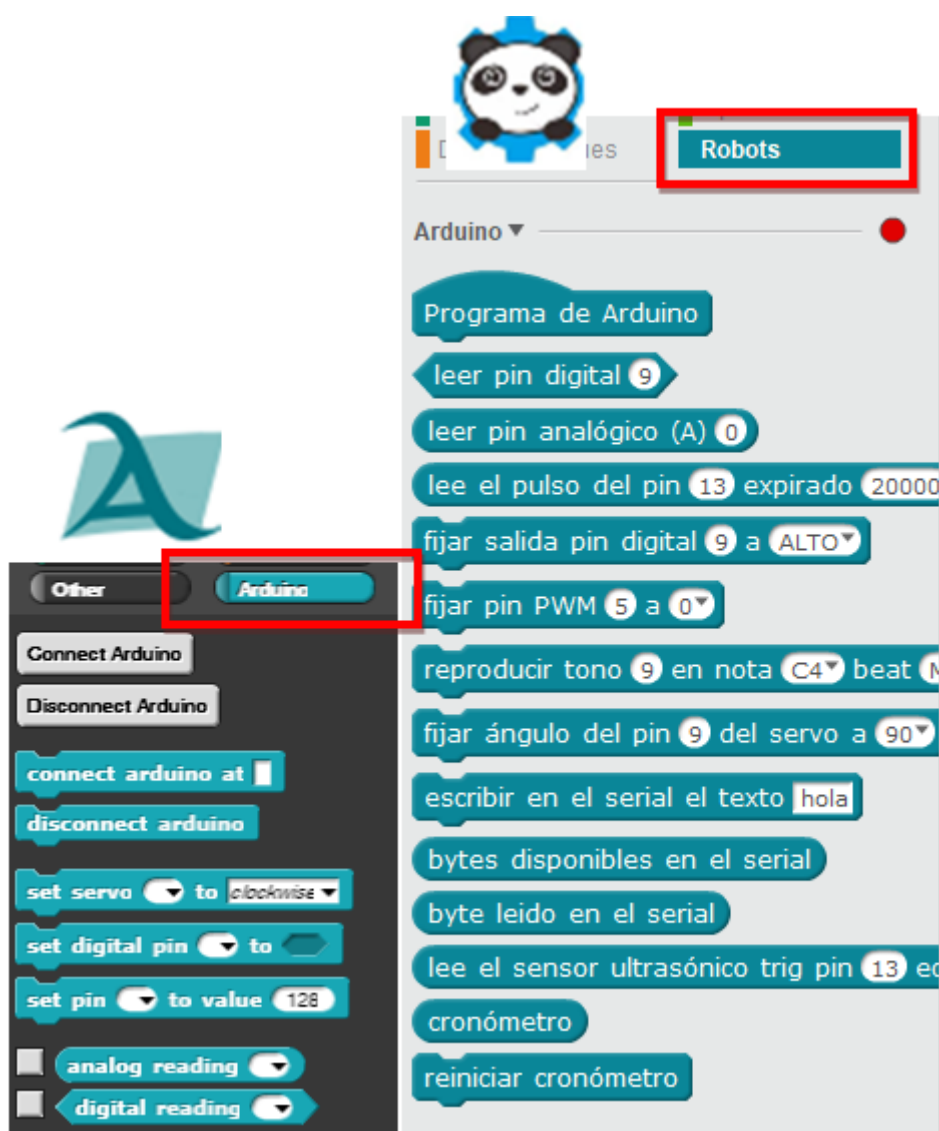 Robots
Arduino
Programa de Arduino
leer pin digital 9
leer pin analógico (A) 0
lee el pulso del pin 13 expirado 20000
fijar salida pin digital 9 a ALTO
fijar pin PWM 5 a 0
reproducir tono 9 en nota C4 beat
fijar ángulo del pin 9 del servo a 90
escribir en el serial el texto hola
bytes disponibles en el serial
byte leido en el serial
lee el sensor ultrasónico trig pin 13
cronómetro
reiniciar cronómetro
Other
Arduino
Connect Arduino
Disconnect Arduino
connect arduino at
disconnect arduino
set servo to clockwise
set digital pin to
set pin to value 128
analog reading
digital reading